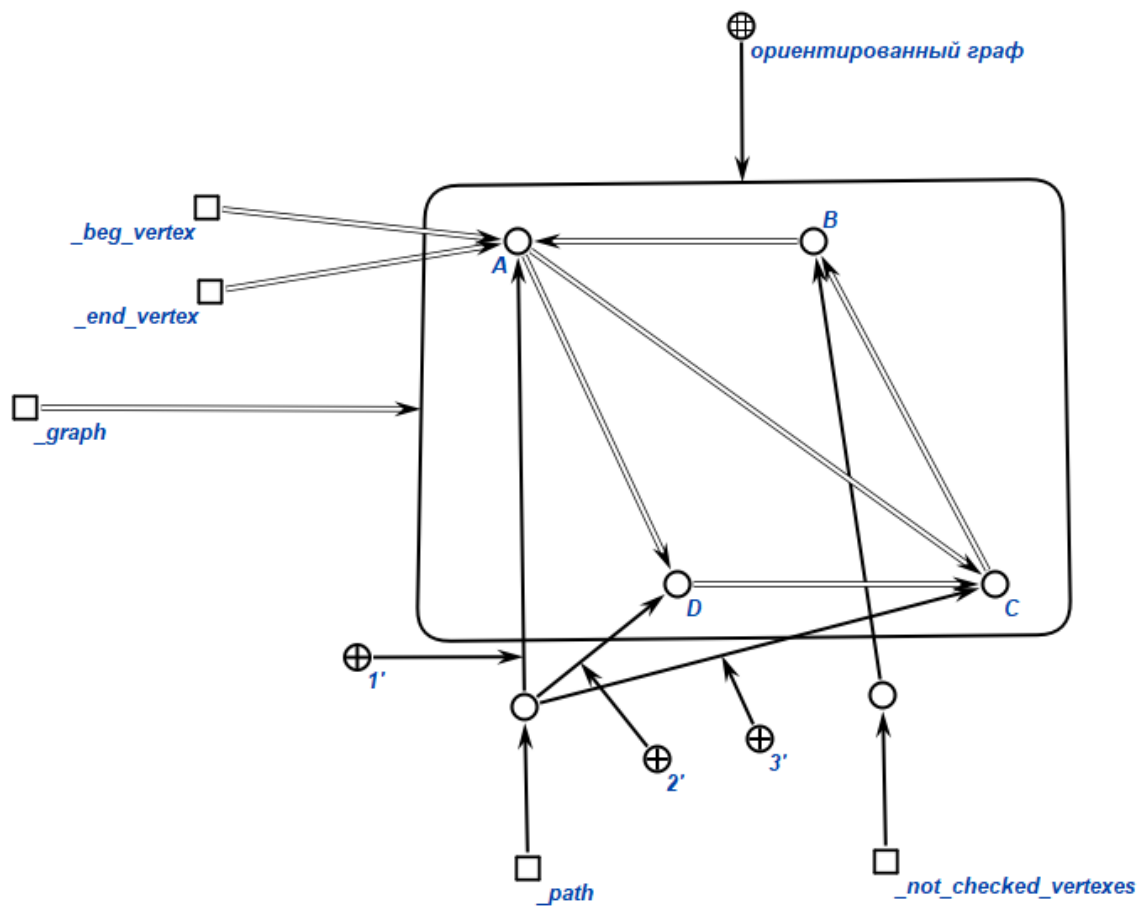 ориентированный граф
B
_beg_vertex
A
_end_vertex
_graph
D
C
1'
2'
3'
_path
_not_checked_vertexes